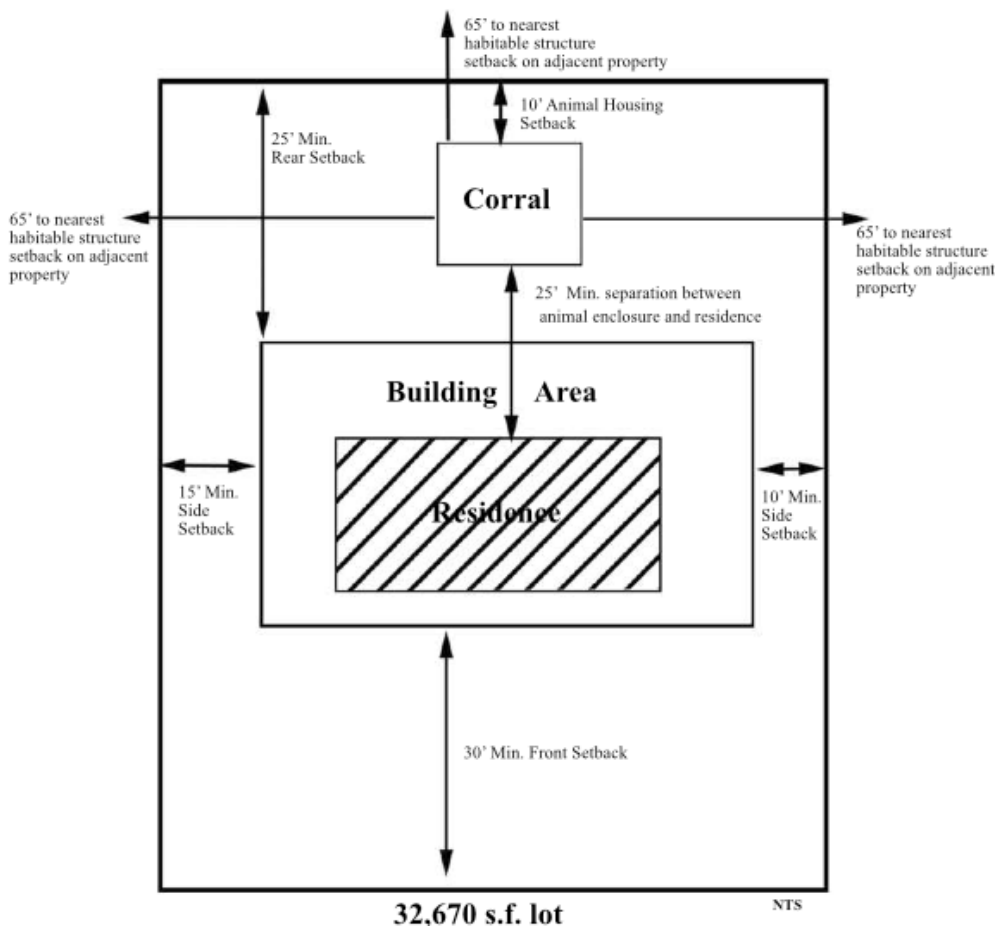 65' to nearest
habitable structure
setback on adjacent property
10' Animal Housing
Setback
25' Min.
Rear Setback
Corral
65' to nearest
habitable structure
setback on adjacent
property
65' to nearest
habitable structure
setback on adjacent
property
25' Min. separation between
animal enclosure and residence
Building Area
15' Min.
Side
Setback
Residence
10' Min.
Side
Setback
30' Min. Front Setback
32,670 s.f. lot
NTS